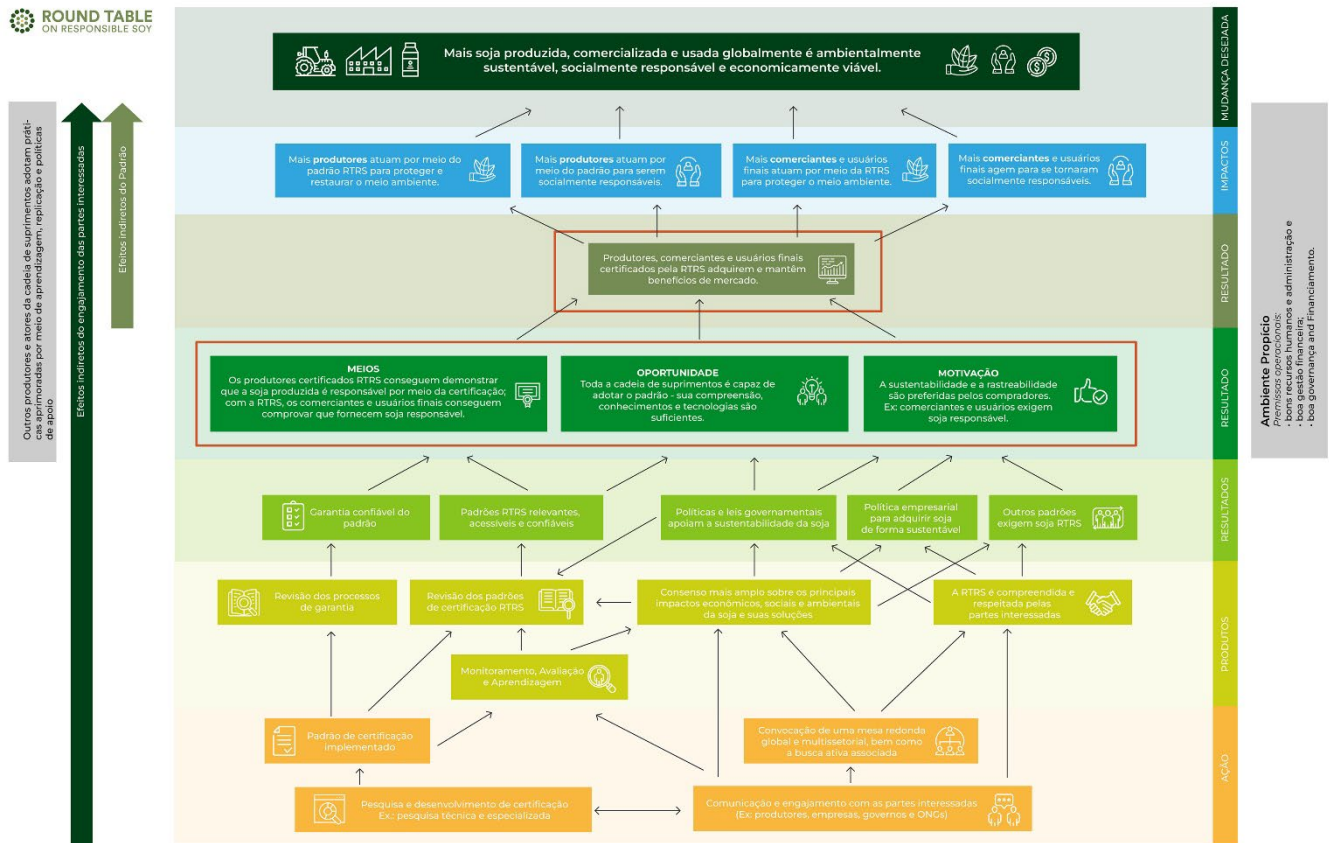 ROUND TABLE
ON RESPONSIBLE SOY
Mais soja produzida, comercializada e usada globalmente é ambientalmente
sustentável, socialmente responsável e economicamente viável.
MUDANÇA DESEJADA
Outros produtores e atores da cadeia de suprimentos adotam práti-
cas aprimoradas por meio de aprendizagem, replicação e políticas
de apoio
Efeitos indiretos do engajamento das partes interessadas
Efeitos indiretos do Padrão
Mais produtores atuam por meio do
padrão RTRS para proteger e
restaurar o meio ambiente.
Mais produtores atuam por
meio do padrão para serem
socialmente responsáveis.
Mais comerciantes e usuários
finais atuam por meio da RTRS
para proteger o meio ambiente.
Mais comerciantes e usuários
finais agem para se tornaram
socialmente responsáveis.
IMPACTOS
Produtores, comerciantes e usuários finais
certificados pela RTRS adquirem e mantêm
benefícios de mercado.
RESULTADO
MEIOS
Os produtores certificados RTRS conseguem demonstrar
que a soja produzida é responsável por meio da certificação;
com a RTRS, os comerciantes e usuários finais conseguem
comprovar que fornecem soja responsável.
OPORTUNIDADE
Toda a cadeia de suprimentos é capaz de
adotar o padrão - sua compreensão,
conhecimentos e tecnologias são
suficientes.
MOTIVAÇÃO
A sustentabilidade e a rastreabilidade
são preferidas pelos compradores.
Ex: comerciantes e usuários exigem
soja responsável.
RESULTADO
Ambiente Propício
Premissas operacionais:
• bons recursos humanos e administração e
• boa gestão financeira;
• boa governança and Financiamento.
Garantia confiável do
padrão
Padrões RTRS relevantes,
acessíveis e confiáveis
Políticas e leis governamentais
apoiam a sustentabilidade da soja
Política empresarial
para adquirir soja
de forma sustentável
Outros padrões
exigem soja RTRS
RESULTADOS
Revisão dos processos
de garantia
Revisão dos padrões
de certificação RTRS
Consenso mais amplo sobre os principais
impactos econômicos, sociais e ambientais
da soja e suas soluções
A RTRS é compreendida e
respeitada pelas
partes interessadas
Monitoramento, Avaliação
e Aprendizagem
PRODUTOS
Padrão de certificação
implementado
Convocação de uma mesa redonda
global e multissetorial, bem como
a busca ativa associada
Pesquisa e desenvolvimento de certificação
Ex.: pesquisa técnica e especializada
Comunicação e engajamento com as partes interessadas
(Ex: produtores, empresas, governos e ONGs)
AÇÃO